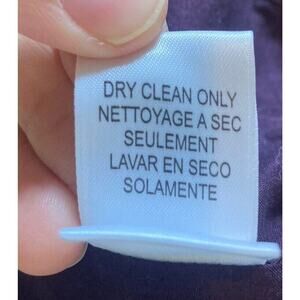 DRY CLEAN ONLY
NETTOYAGE A SEC
SEULEMENT
LAVAR EN SECO
SOLAMENTE